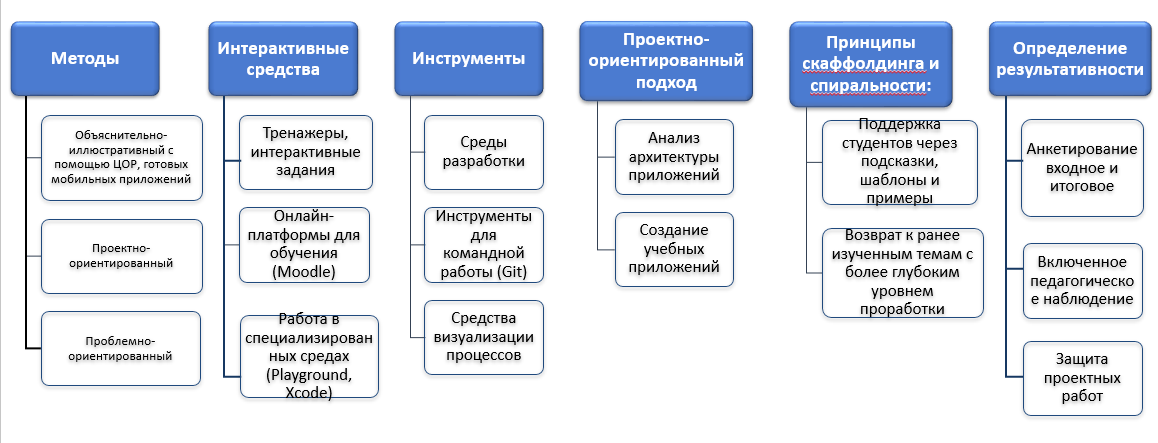 Методы
Объяснительно-
иллюстративный с
помощью ЦОР, готовых
мобильных приложений
Проектно-
ориентированный
Проблемно-
ориентированный
Интерактивные
средства
Тренажеры,
интерактивные
задания
Онлайн-
платформы для
обучения
(Moodle)
Работа в
специализирован
ных средах
(Playground,
Xcode)
Инструменты
Среды
разработки
Инструменты
для
командной
работы (Git)
Средства
визуализации
процессов
Проектно-
ориентированный
подход
Анализ
архитектуры
приложений
Создание
учебных
приложений
Принципы
скаффолдинга и
спиральности:
Поддержка
студентов через
подсказки,
шаблоны и
примеры
Возврат к ранее
изученным темам с
более глубоким
уровнем
проработки
Определение
результативности
Анкетирование
входное и
итоговое
Включенное
педагогическо
е наблюдение
Защита
проектных
работ